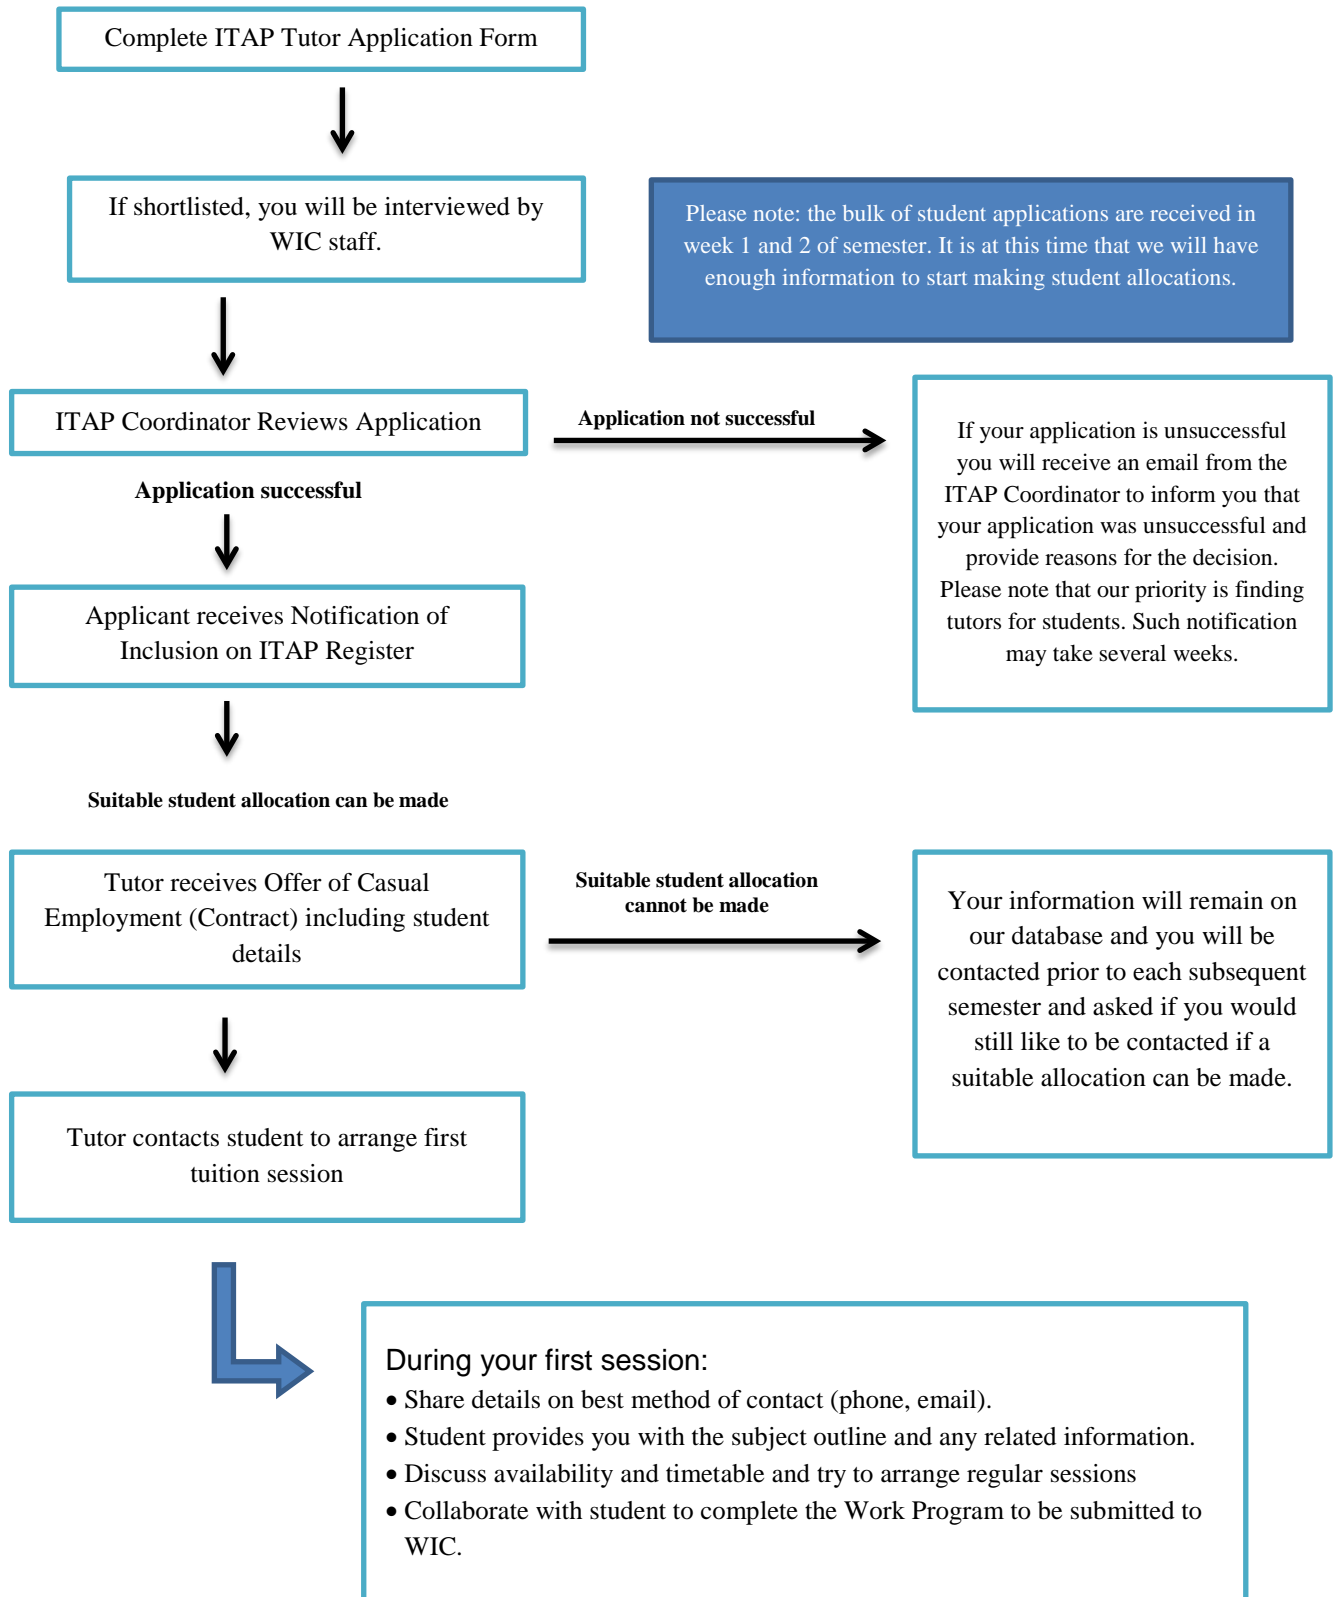 Complete ITAP Tutor Application Form
If shortlisted, you will be interviewed by
WIC staff.
Please note: the bulk of student applications are received in
week 1 and 2 of semester. It is at this time that we will have
enough information to start making student allocations.
ITAP Coordinator Reviews Application
Application not successful
If your application is unsuccessful
you will receive an email from the
ITAP Coordinator to inform you that
your application was unsuccessful and
provide reasons for the decision.
Please note that our priority is finding
tutors for students. Such notification
may take several weeks.
Application successful
Applicant receives Notification of
Inclusion on ITAP Register
Suitable student allocation can be made
Tutor receives Offer of Casual
Employment (Contract) including student
details
Suitable student allocation
cannot be made
Your information will remain on
our database and you will be
contacted prior to each subsequent
semester and asked if you would
still like to be contacted if a
suitable allocation can be made.
Tutor contacts student to arrange first
tuition session
During your first session:
• Share details on best method of contact (phone, email).
• Student provides you with the subject outline and any related information.
• Discuss availability and timetable and try to arrange regular sessions
• Collaborate with student to complete the Work Program to be submitted to
WIC.